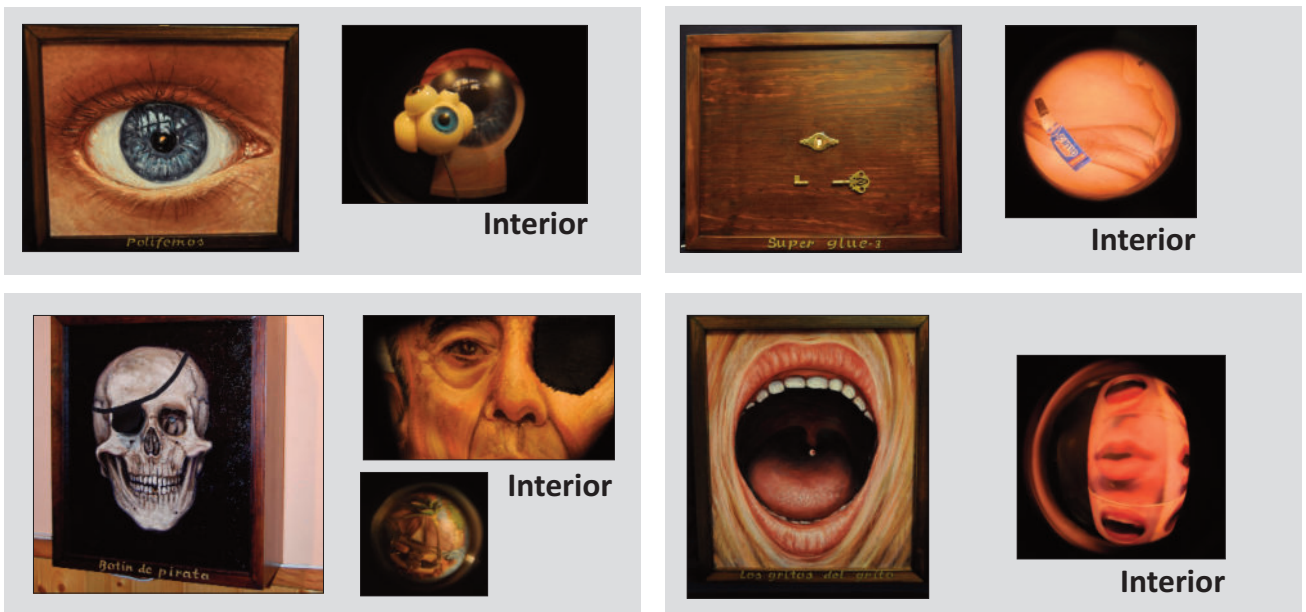 Polifemos
Interior
Super glue-3
Interior
Botín de pirata
Interior
Los gritos del grito
Interior